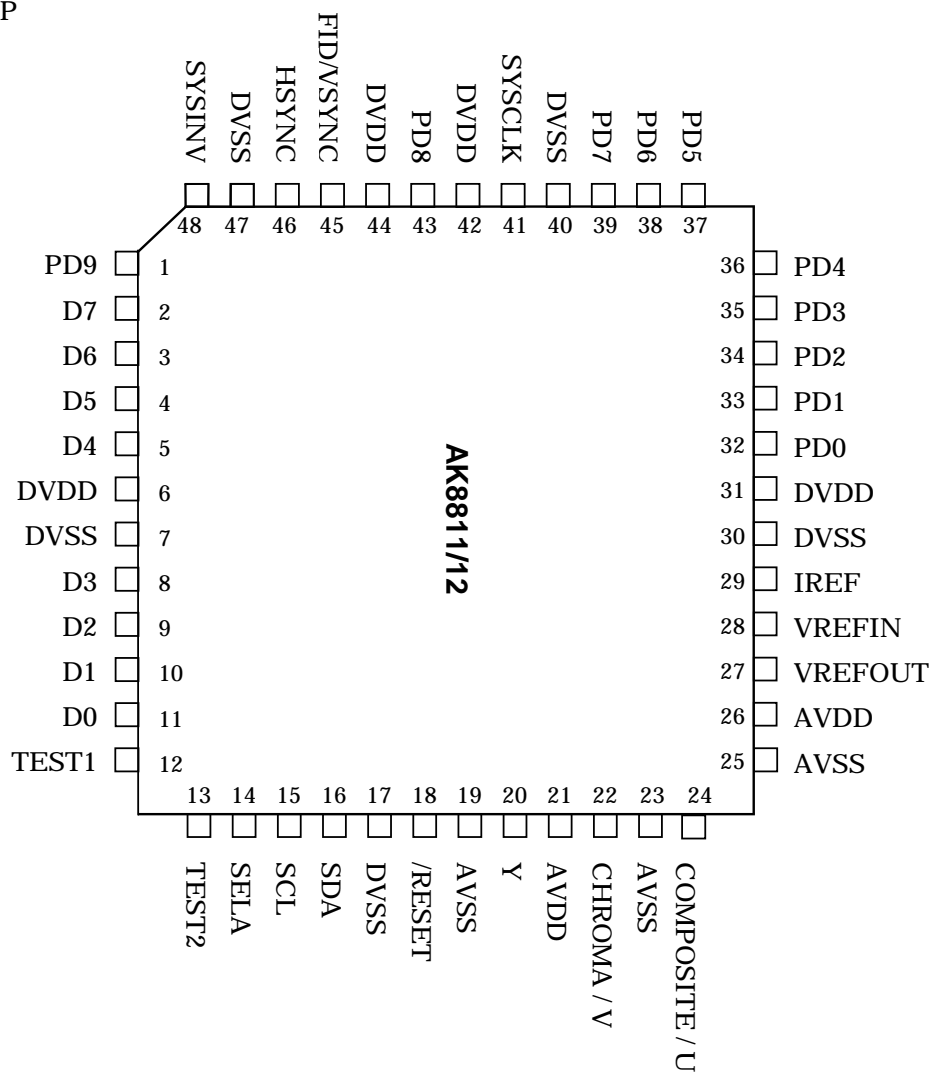 P
SYSINV
DVSS
HSYNC
FID/VSYNC
DVDD
PD8
DVDD
SYSCLK
DVSS
PD7
PD6
PD5
48 47 46 45 44 43 42 41 40 39 38 37
PD9 1
D7 2
D6 3
D5 4
D4 5
DVDD 6
DVSS 7
D3 8
D2 9
D1 10
D0 11
TEST1 12
AK8811/12
36 PD4
35 PD3
34 PD2
33 PD1
32 PD0
31 DVDD
30 DVSS
29 IREF
28 VREFIN
27 VREFOUT
26 AVDD
25 AVSS
13 14 15 16 17 18 19 20 21 22 23 24
TEST2
SELA
SCL
SDA
DVSS
/RESET
AVSS
Y
AVDD
CHROMA / V
AVSS
COMPOSITE / U